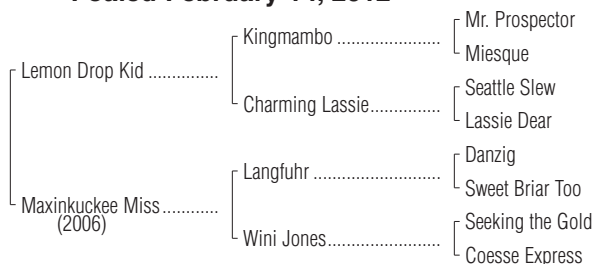 Foaled February 2012
Mr. Prospector
Kingmambo ......................
Miesque
Lemon Drop Kid ..............
Seattle Slew
Charming Lassie...............
Lassie Dear
Danzig
Langfuhr ...........................
Sweet Briar Too
Maxinkuckee Miss ...........
(2006)
Seeking the Gold
Wini Jones........................
Coesse Express